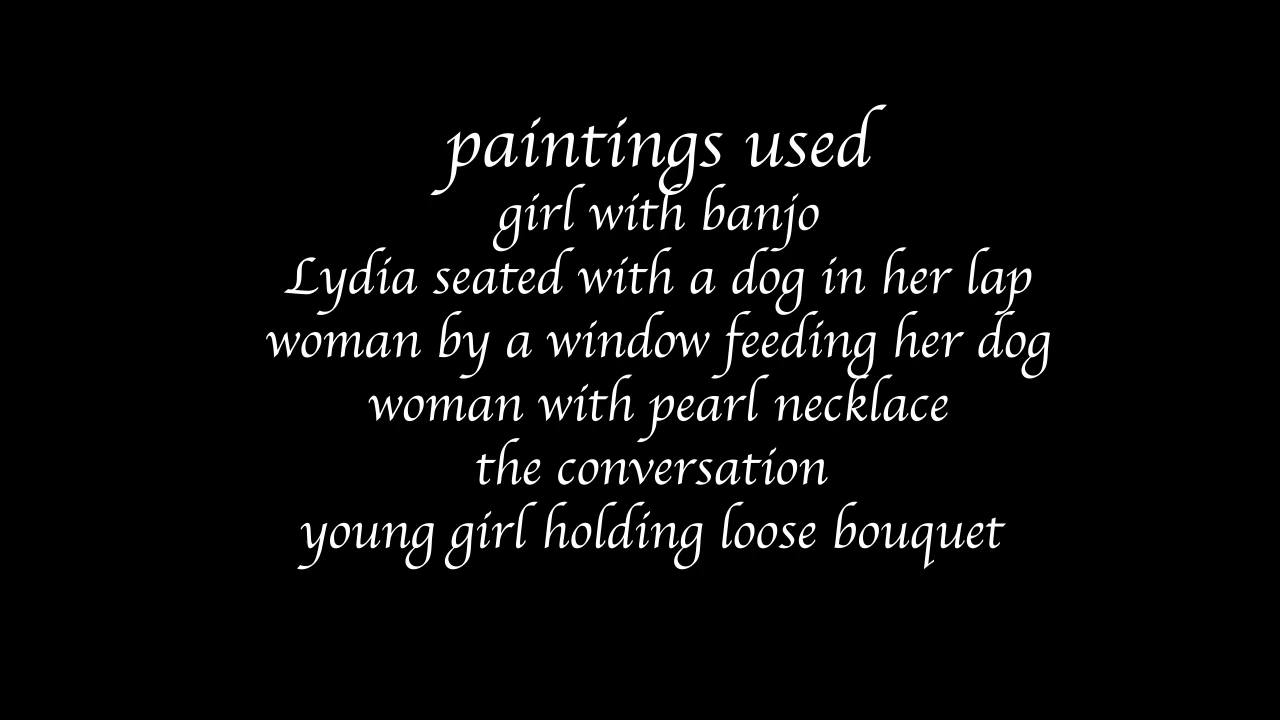 paintings used
girl with banjo
Lydia seated with a dog in her lap
woman by a window feeding her dog
woman with pearl necklace
the conversation
young girl holding loose bouquet